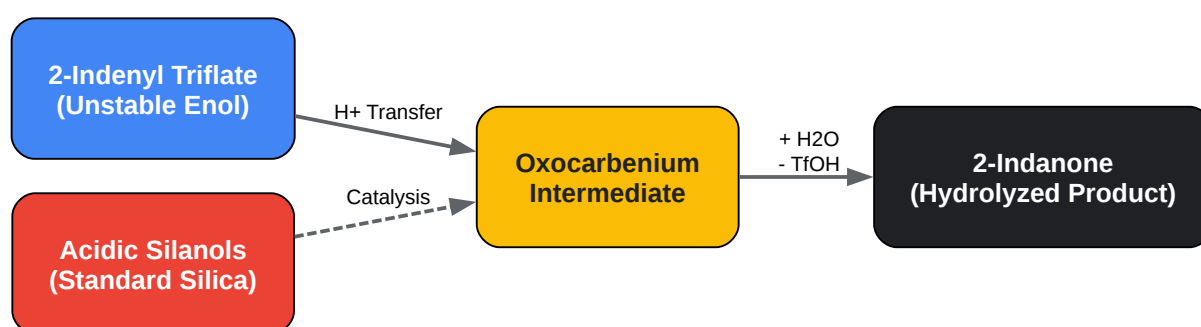 2-Indenyl Triflate
(Unstable Enol)
H+ Transfer
Acidic Silanols
(Standard Silica)
Catalysis
Oxocarbenium
Intermediate
+ H2O
- TfOH
2-Indanone
(Hydrolyzed Product)